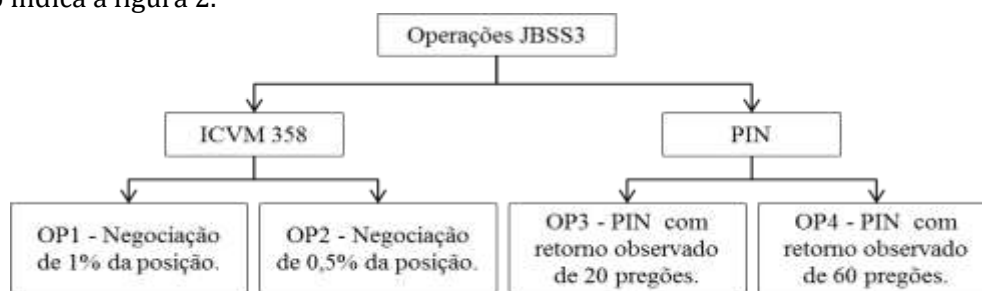 indica a figura 2.
Operações JBSS3
ICVM 358
PIN
OP1 - Negociação
de 1% da posição.
OP2 - Negociação
de 0,5% da posição.
OP3 - PIN com
retorno observado
de 20 pregões.
OP4 - PIN com
retorno observado
de 60 pregões.